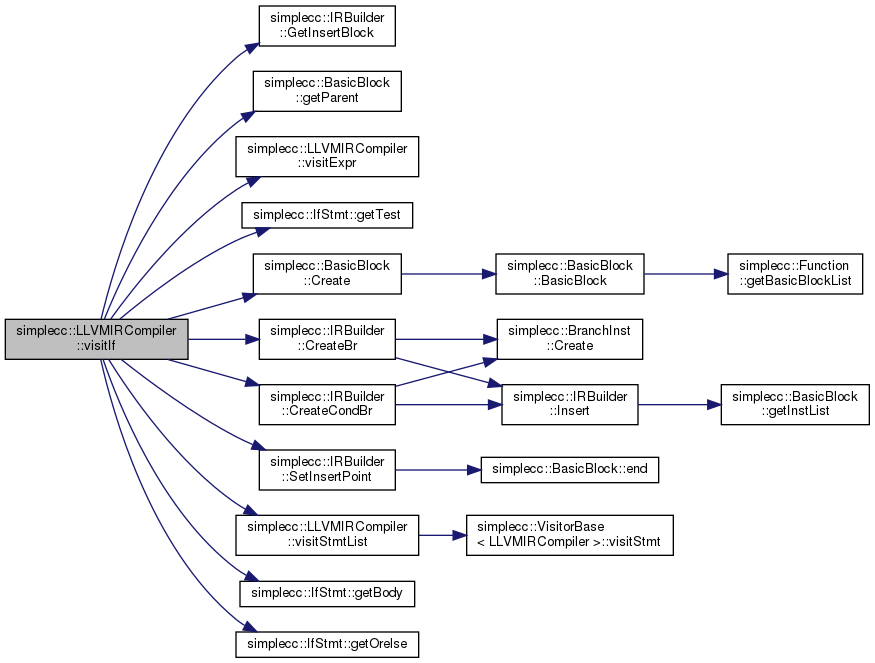 simplecc::LLVMIRCompiler
::visitIf
simplecc::IRBuilder
::GetInsertBlock
simplecc::BasicBlock
::getParent
simplecc::LLVMIRCompiler
::visitExpr
simplecc::IfStmt::getTest
simplecc::BasicBlock
::Create
simplecc::BasicBlock
::BasicBlock
simplecc::Function
::getBasicBlockList
simplecc::IRBuilder
::CreateBr
simplecc::BranchInst
::Create
simplecc::IRBuilder
::CreateCondBr
simplecc::IRBuilder
::Insert
simplecc::BasicBlock
::getInstList
simplecc::IRBuilder
::SetInsertPoint
simplecc::BasicBlock::end
simplecc::LLVMIRCompiler
::visitStmtList
simplecc::VisitorBase
< LLVMIRCompiler >::visitStmt
simplecc::IfStmt::getBody
simplecc::IfStmt::getOrelse